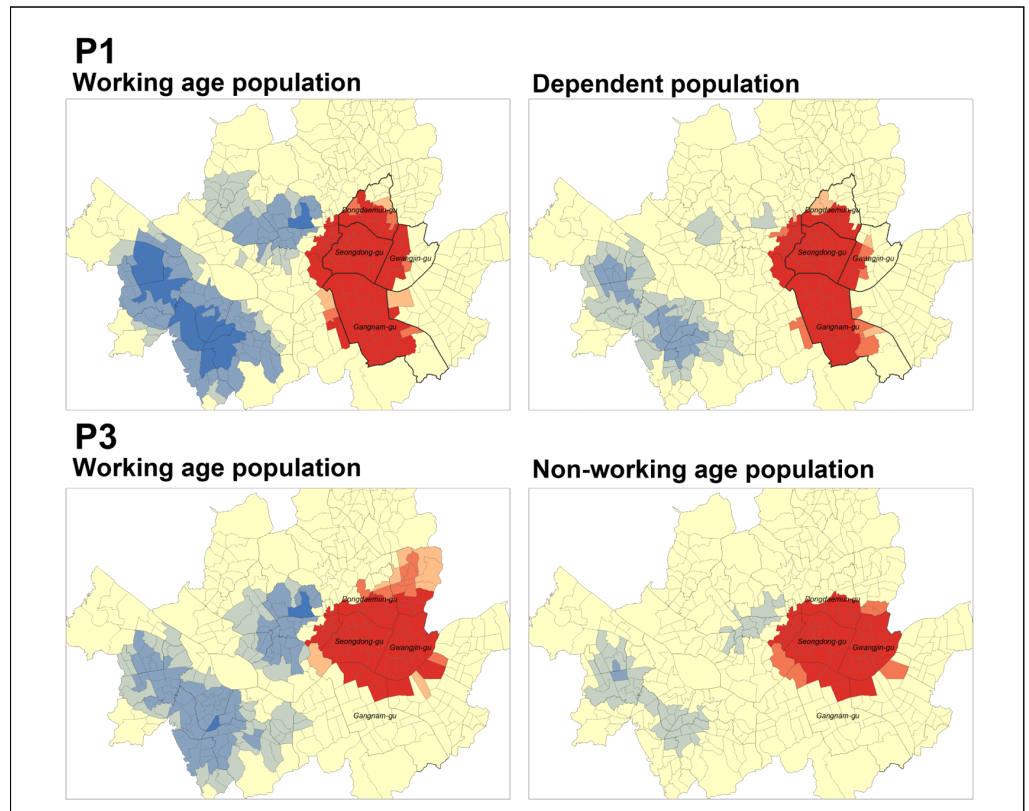 P1
Working age population
Dependent population
Dongdaemun-gu
Seongdong-gu
Gwangjin-gu
Gangnam-gu
Dongdaemun-gu
Seongdong-gu
Gwangjin-gu
Gangnam-gu
P3
Working age population
Non-working age population
Dongdaemun-gu
Seongdong-gu
Gwangjin-gu
Gangnam-gu
Dongdaemun-gu
Seongdong-gu
Gwangjin-gu
Gangnam-gu